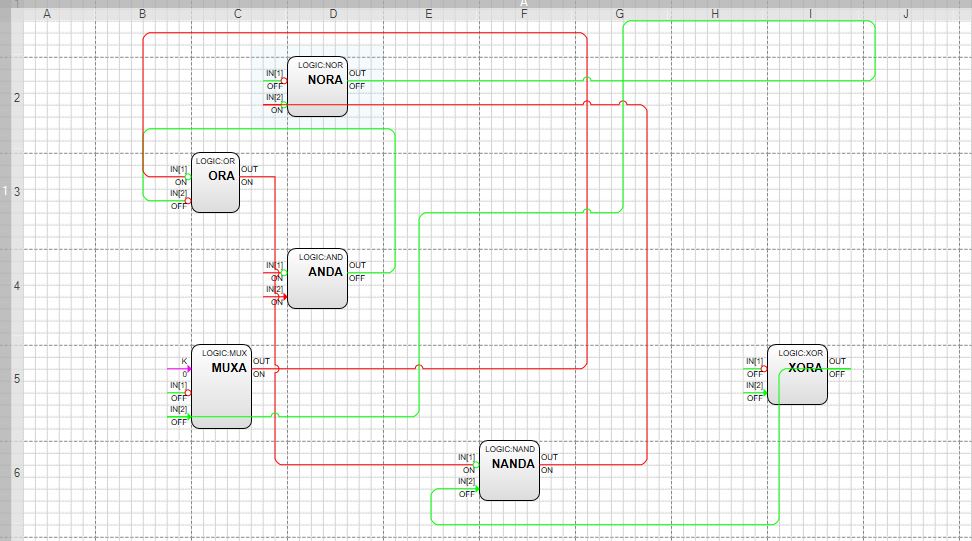 1
A
A B C D E F G H I J
LOGIC:NOR
IN[1] OUT
NORA
OFF OFF
IN[2]
ON
2
LOGIC:OR
IN[1] OUT
ORA
ON ON
IN[2]
OFF
1 3
LOGIC:AND
IN[1] OUT
ANDA
ON OFF
IN[2]
ON
4
LOGIC:MUX
K OUT
MUXA
0 ON
IN[1]
OFF
IN[2]
OFF
LOGIC:XOR
IN[1] OUT
XORA
OFF OFF
IN[2]
OFF
5
LOGIC:NAND
IN[1] OUT
NANDA
ON ON
IN[2]
OFF
6